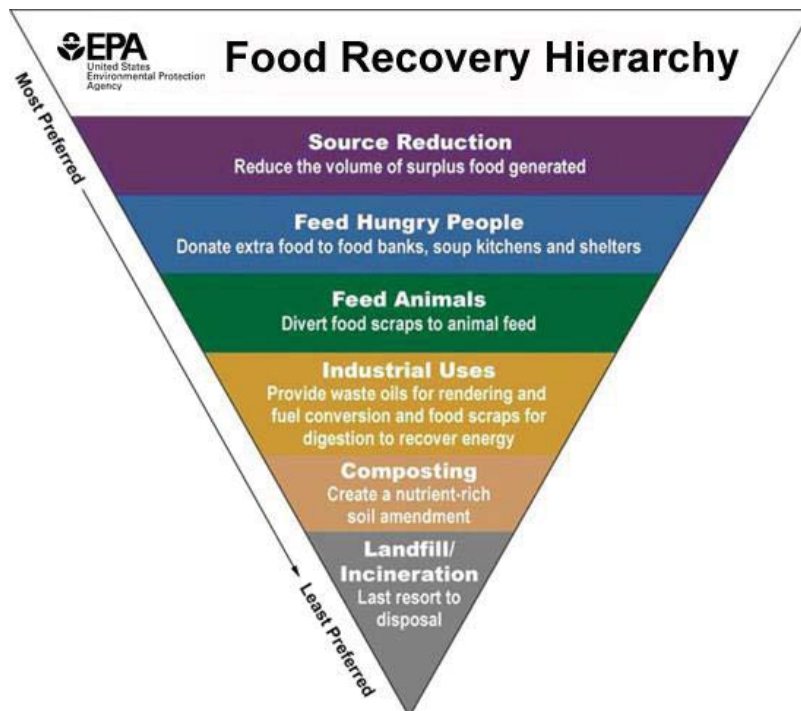 EPA
United States
Environmental Protection
Agency
Food Recovery Hierarchy
Most Preferred
Source Reduction
Reduce the volume of surplus food generated
Feed Hungry People
Donate extra food to food banks, soup kitchens and shelters
Feed Animals
Divert food scraps to animal feed
Industrial Uses
Provide waste oils for rendering and
fuel conversion and food scraps for
digestion to recover energy
Composting
Create a nutrient-rich
soil amendment
Landfill/
Incineration
Last resort to
disposal
Least Preferred